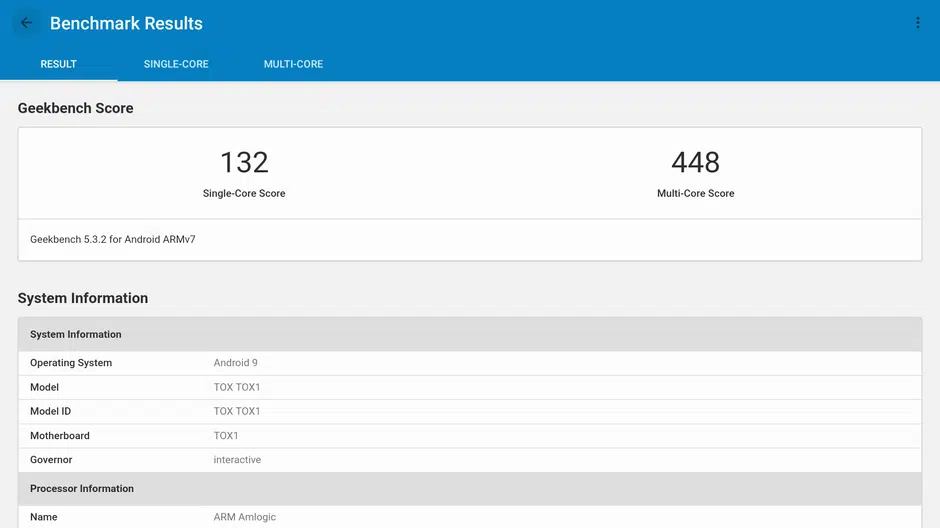 Benchmark Results
RESULT SINGLE-CORE MULTI-CORE
Geekbench Score
132 448
Single-Core Score Multi-Core Score
Geekbench 5.3.2 for Android ARMv7
System Information
System Information
Operating System Android 9
Model TOX TOX1
Model ID TOX TOX1
Motherboard TOX1
Governor interactive
Processor Information
Name ARM Amlogic